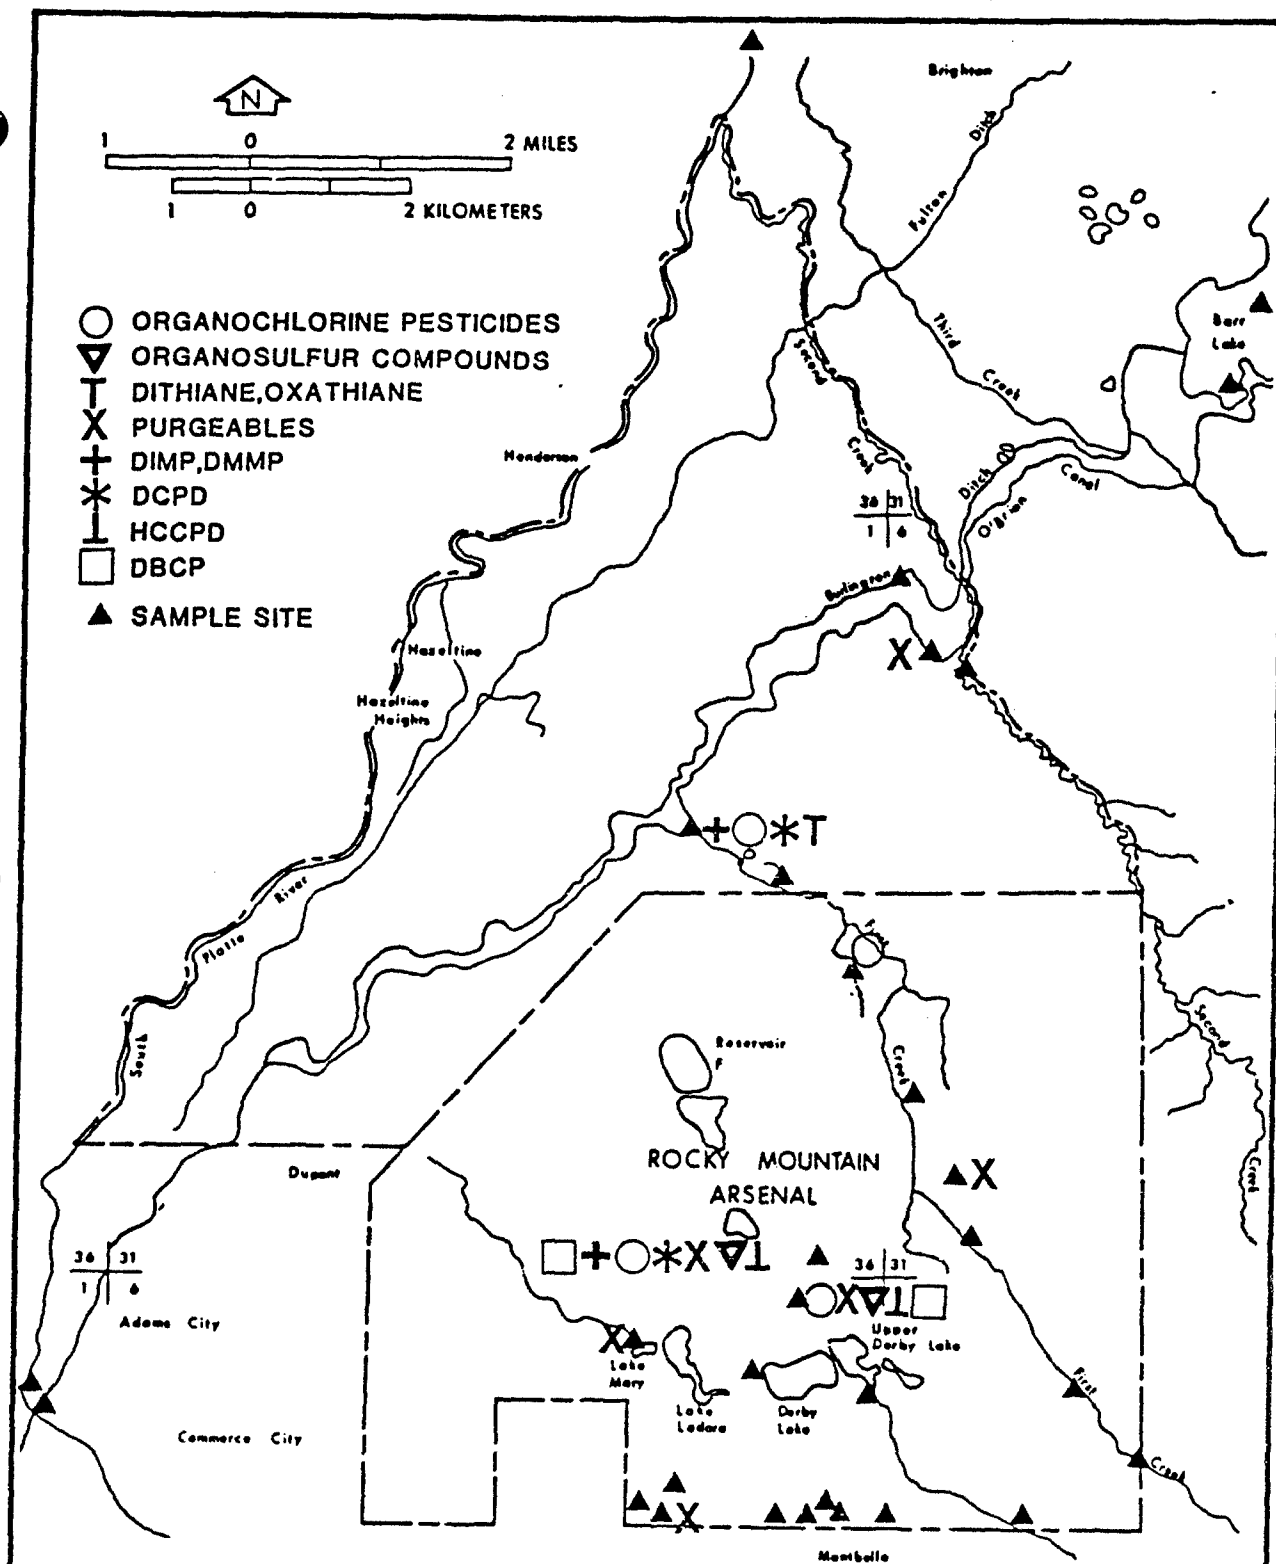 Brighton
N
1 0 2 MILES
1 0 2 KILOMETERS
Fulton Ditch
ORGANOCHLORINE PESTICIDES
ORGANOSULFUR COMPOUNDS
T DITHIANE,OXATHIANE
X PURGEABLES
+ DIMP,DMMP
* DCPD
HCCPD
DBCP
SAMPLE SITE
Barr
Lake
Third Creek
Second Creek
Henderson
Ditch
Canal
O'Brian
36 31
1 6
Burlington
Hazeltine
Hazeltine
Heights
X
+ * T
South Platte River
First Creek
Second Creek
Reservoir
F
ROCKY MOUNTAIN
ARSENAL
X
Dupont
36 31
1 6
+ * X
36 31
X
Upper
Derby Lake
Adams City
X
Lake
Mary
Lake
Ladora
Derby
Lake
First Creek
Commerce City
X
Montbello